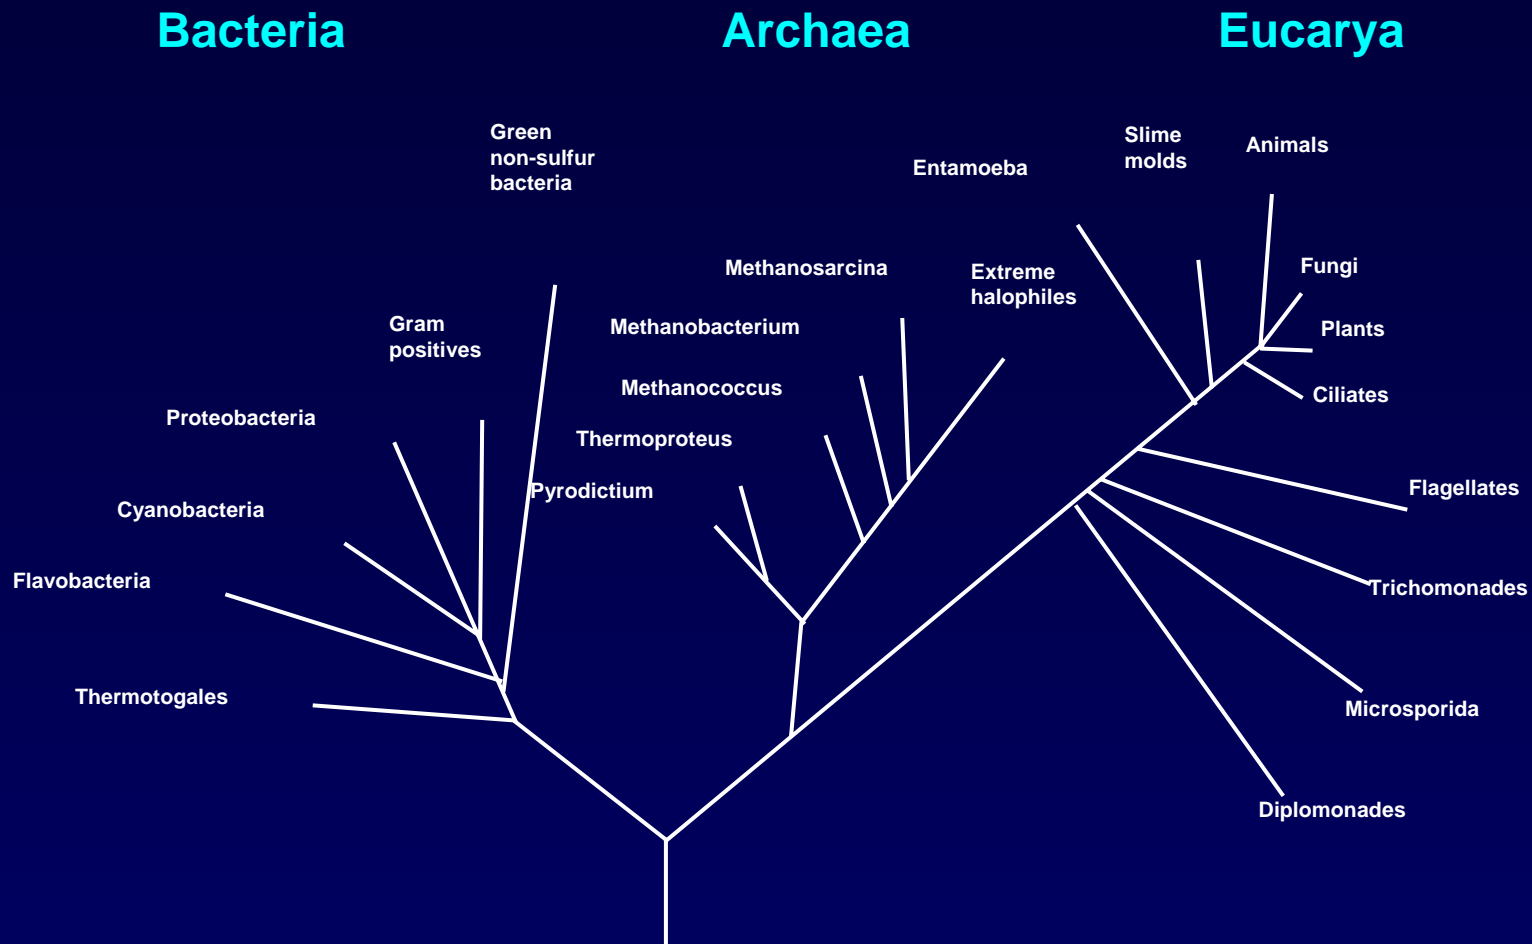 Bacteria
Archaea
Eucarya
Green
non-sulfur
bacteria
Slime
molds
Animals
Entamoeba
Methanosarcina
Extreme
halophiles
Fungi
Gram
positives
Methanobacterium
Plants
Methanococcus
Ciliates
Proteobacteria
Thermoproteus
Pyrodictium
Flagellates
Cyanobacteria
Flavobacteria
Trichomonades
Thermotogales
Microsporida
Diplomonades